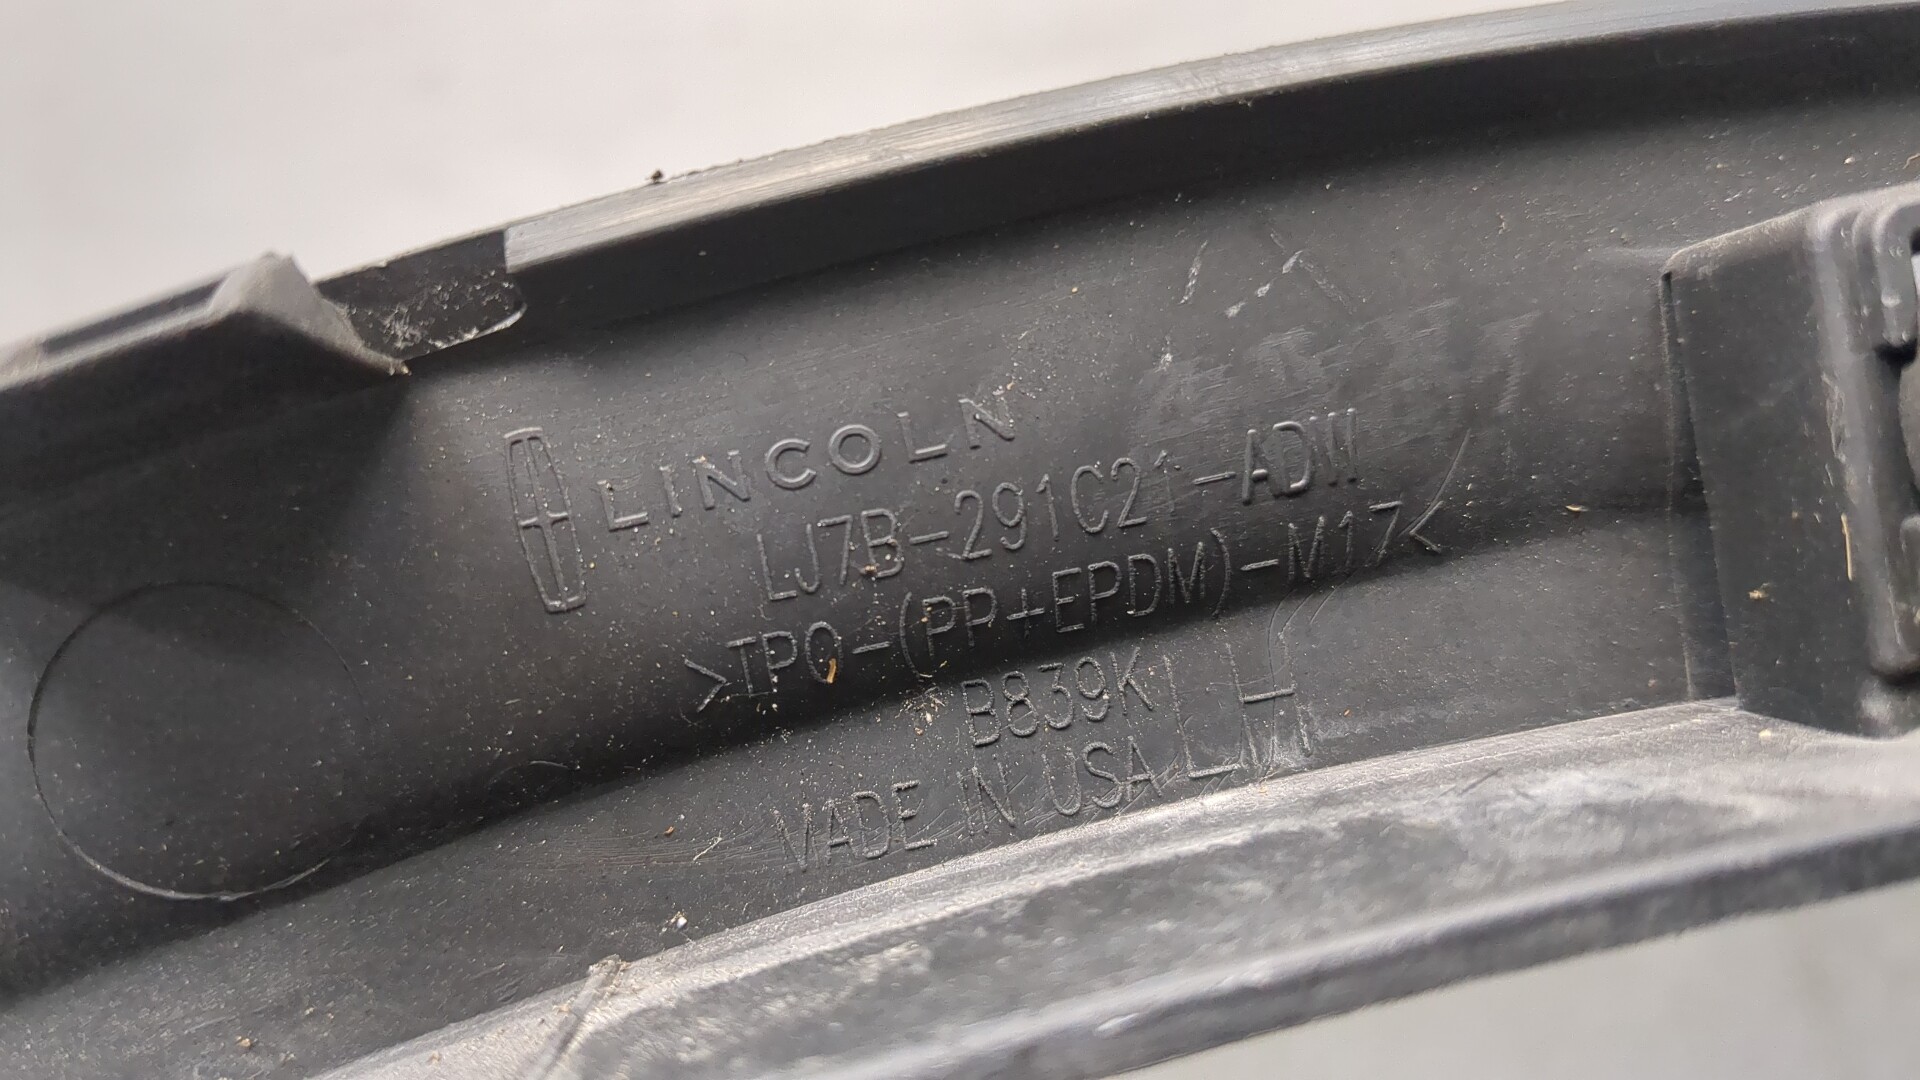 LINCOLN
LJ7B-291C21-ADW
>TPO-(PP+EPDM)-M17<
B839K
MADE IN USA LH